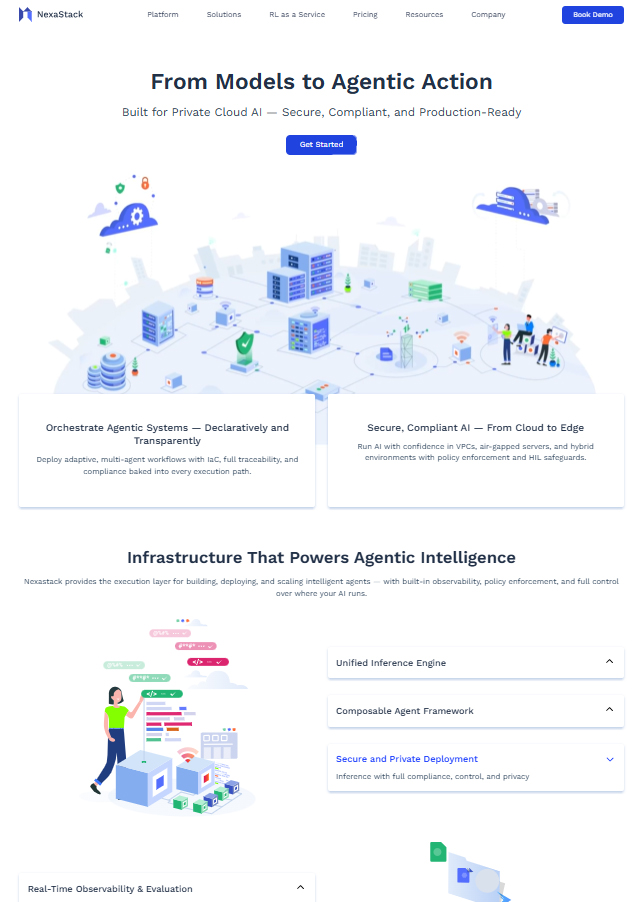 NexaStack
Platform
Solutions
RL as a Service
Pricing
Resources
Company
Book Demo
From Models to Agentic Action
Built for Private Cloud AI — Secure, Compliant, and Production-Ready
Get Started
Orchestrate Agentic Systems — Declaratively and
Transparently
Deploy adaptive, multi-agent workflows with IaC, full traceability, and
compliance baked into every execution path.
Secure, Compliant AI — From Cloud to Edge
Run AI with confidence in VPCs, air-gapped servers, and hybrid
environments with policy enforcement and HIL safeguards.
Infrastructure That Powers Agentic Intelligence
Nexastack provides the execution layer for building, deploying, and scaling intelligent agents — with built-in observability, policy enforcement, and full control
over where your AI runs.
</>
</>
Unified Inference Engine
Composable Agent Framework
Secure and Private Deployment
Inference with full compliance, control, and privacy
Real-Time Observability & Evaluation